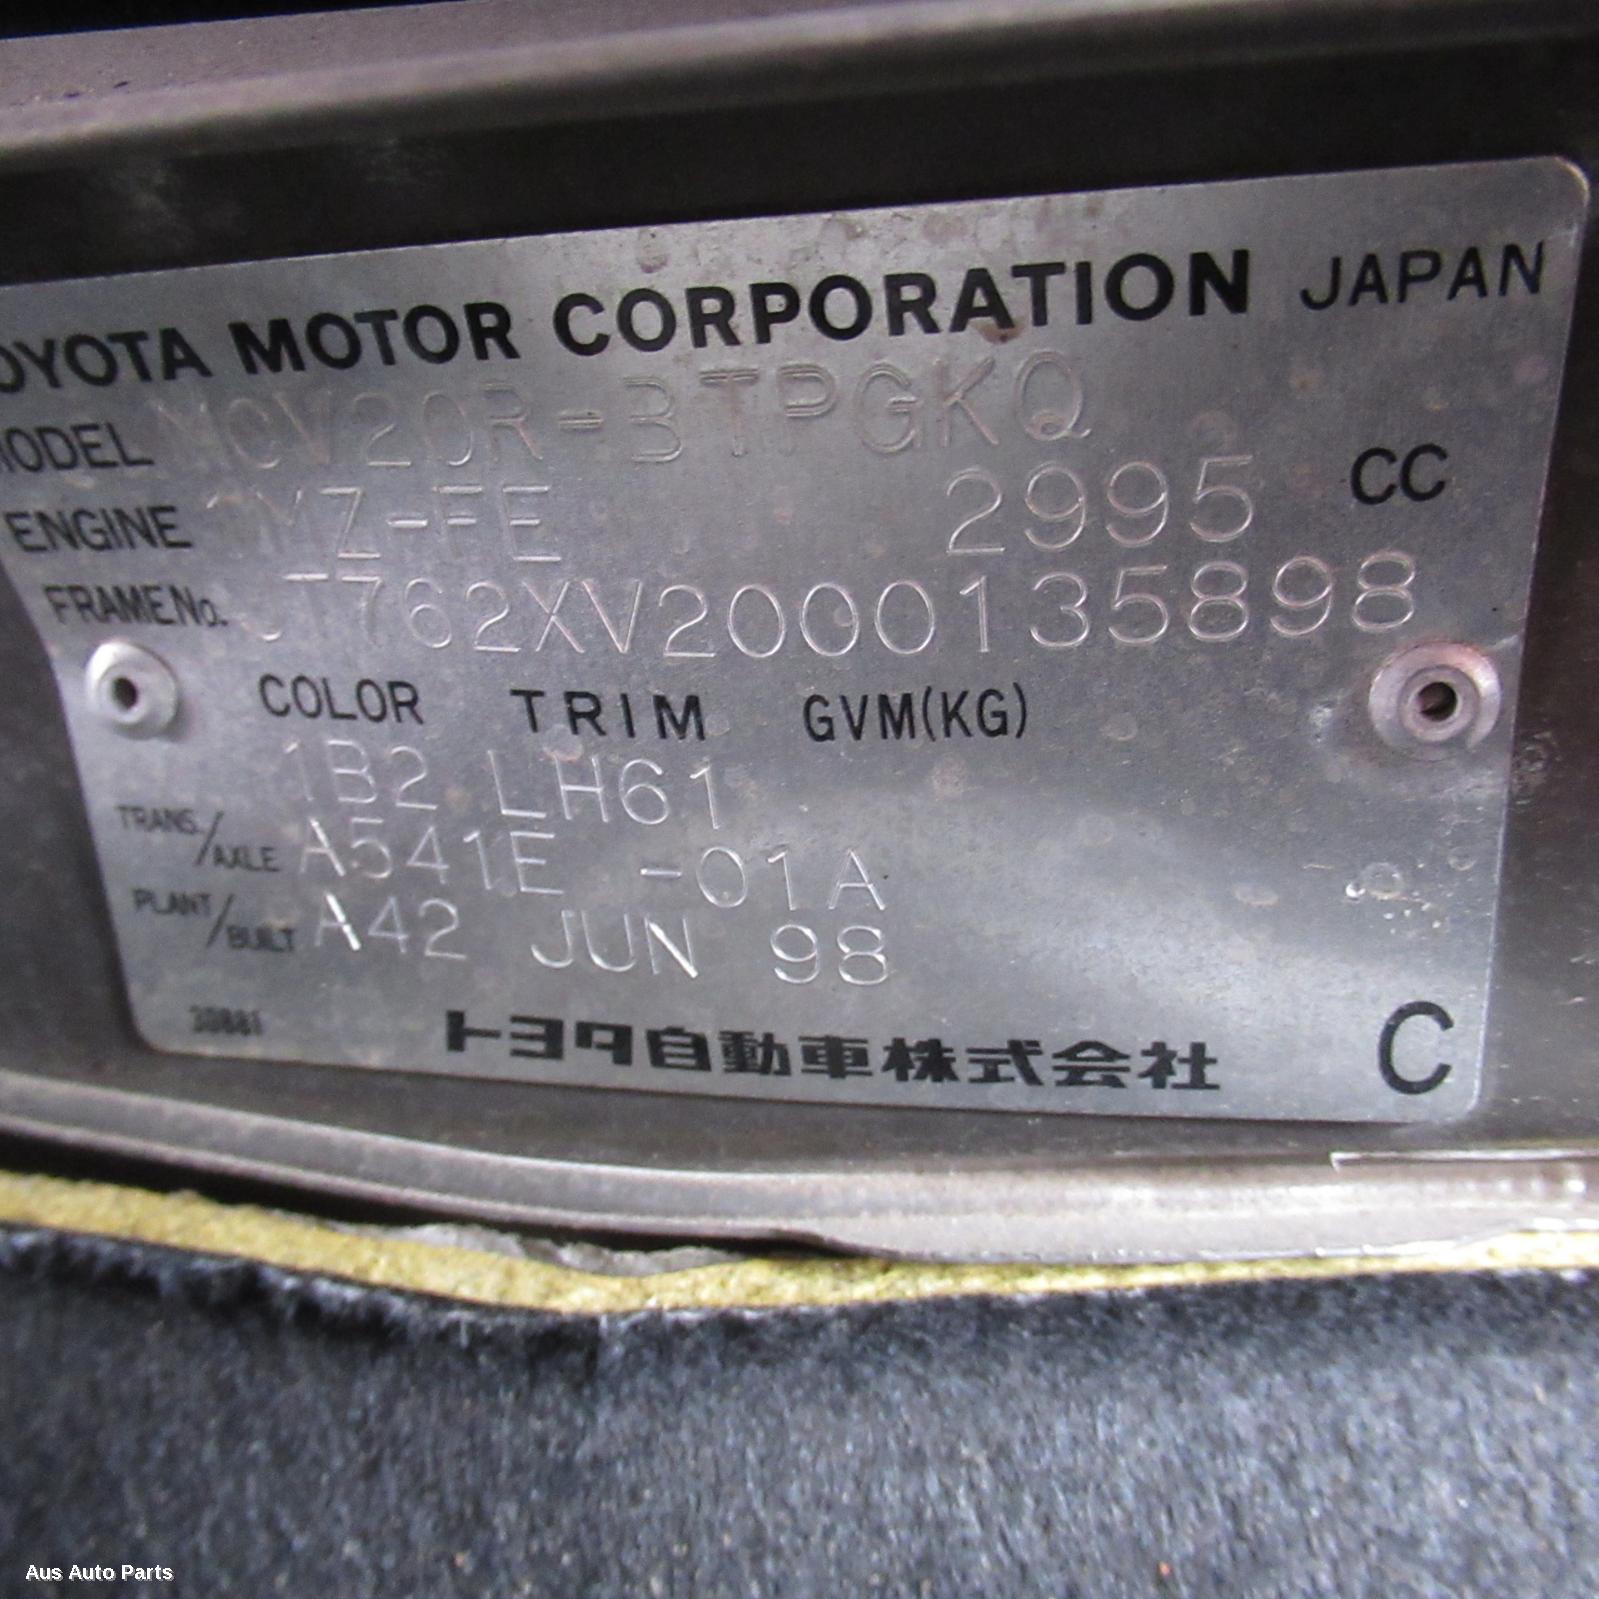 OYOTA MOTOR CORPORATION JAPAN
MODEL MCV20R-BTPGKQ
ENGINE 1MZ-FE 2995 CC
FRAME No. JT762XV2000135898
COLOR TRIM GVM(KG)
1B2 LH61
TRANS./AXLE A541E -01A
PLANT/BUILT A42 JUN 98
30881
トヨタ自動車株式会社 C
Aus Auto Parts